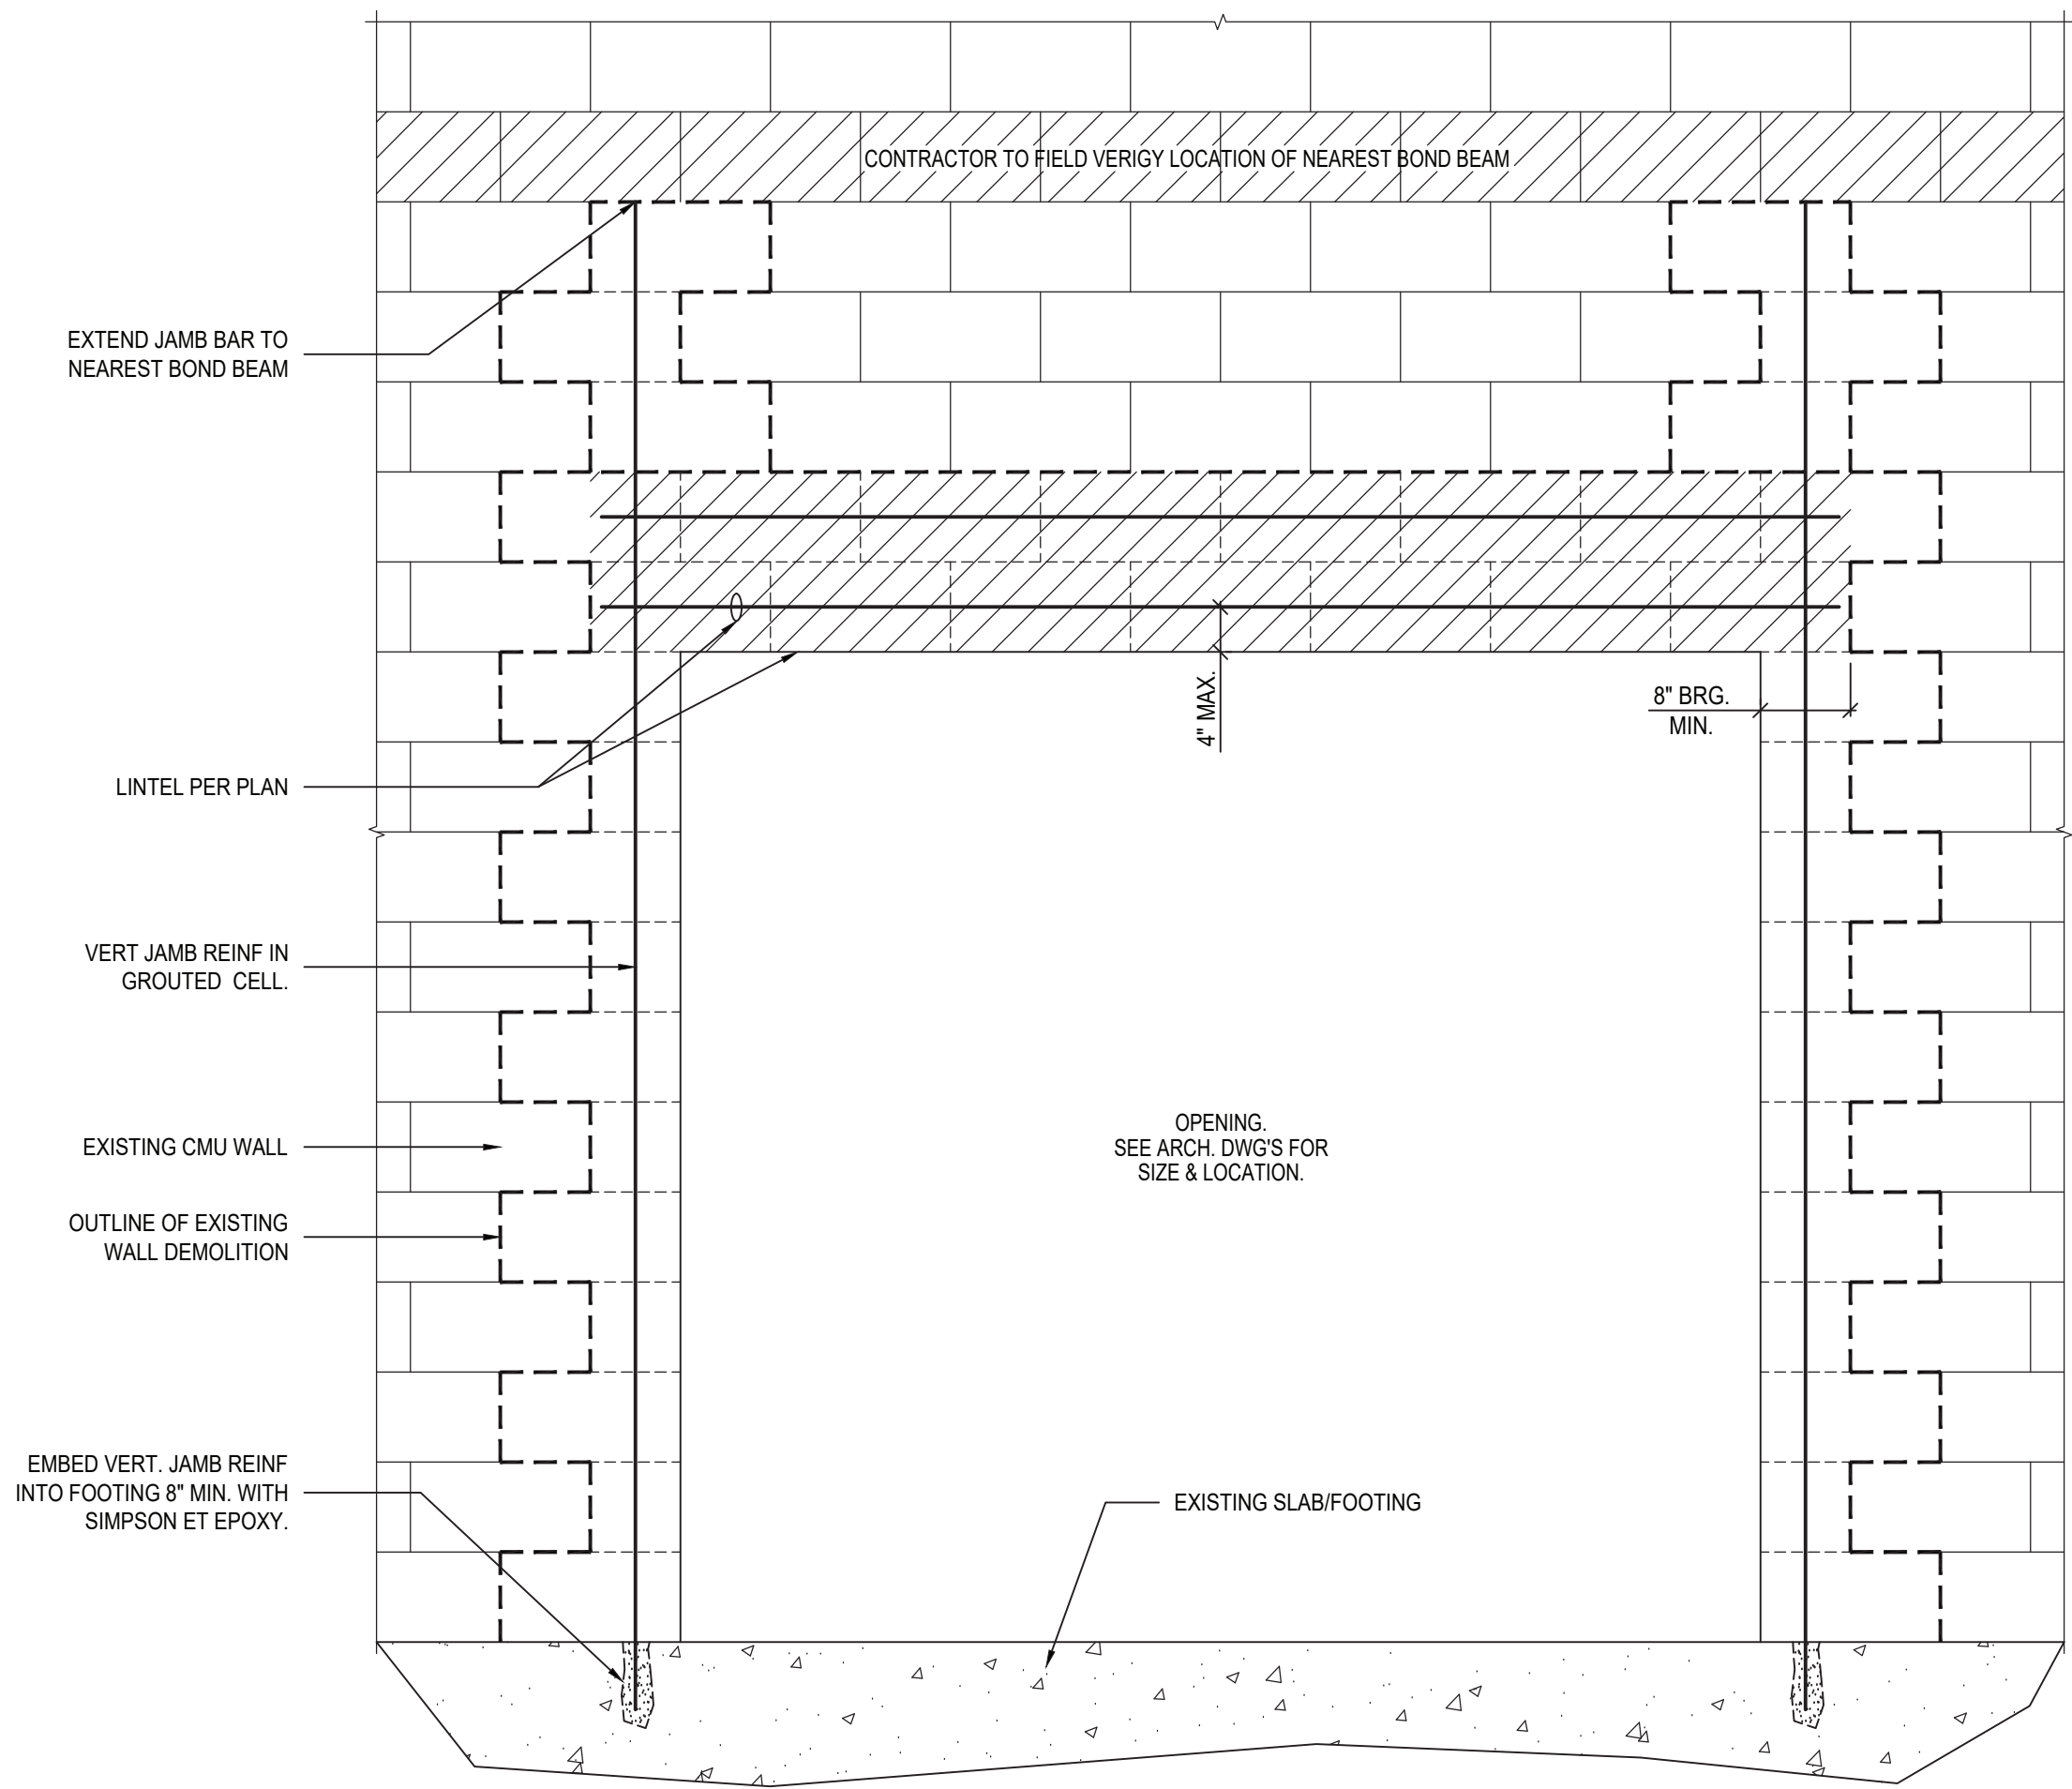 CONTRACTOR TO FIELD VERIGY LOCATION OF NEAREST BOND BEAM
EXTEND JAMB BAR TO
NEAREST BOND BEAM
LINTEL PER PLAN
4" MAX.
8" BRG.
MIN.
VERT JAMB REINF IN
GROUTED CELL.
EXISTING CMU WALL
OPENING.
SEE ARCH. DWG'S FOR
SIZE & LOCATION.
OUTLINE OF EXISTING
WALL DEMOLITION
EMBED VERT. JAMB REINF
INTO FOOTING 8" MIN. WITH
SIMPSON ET EPOXY.
EXISTING SLAB/FOOTING